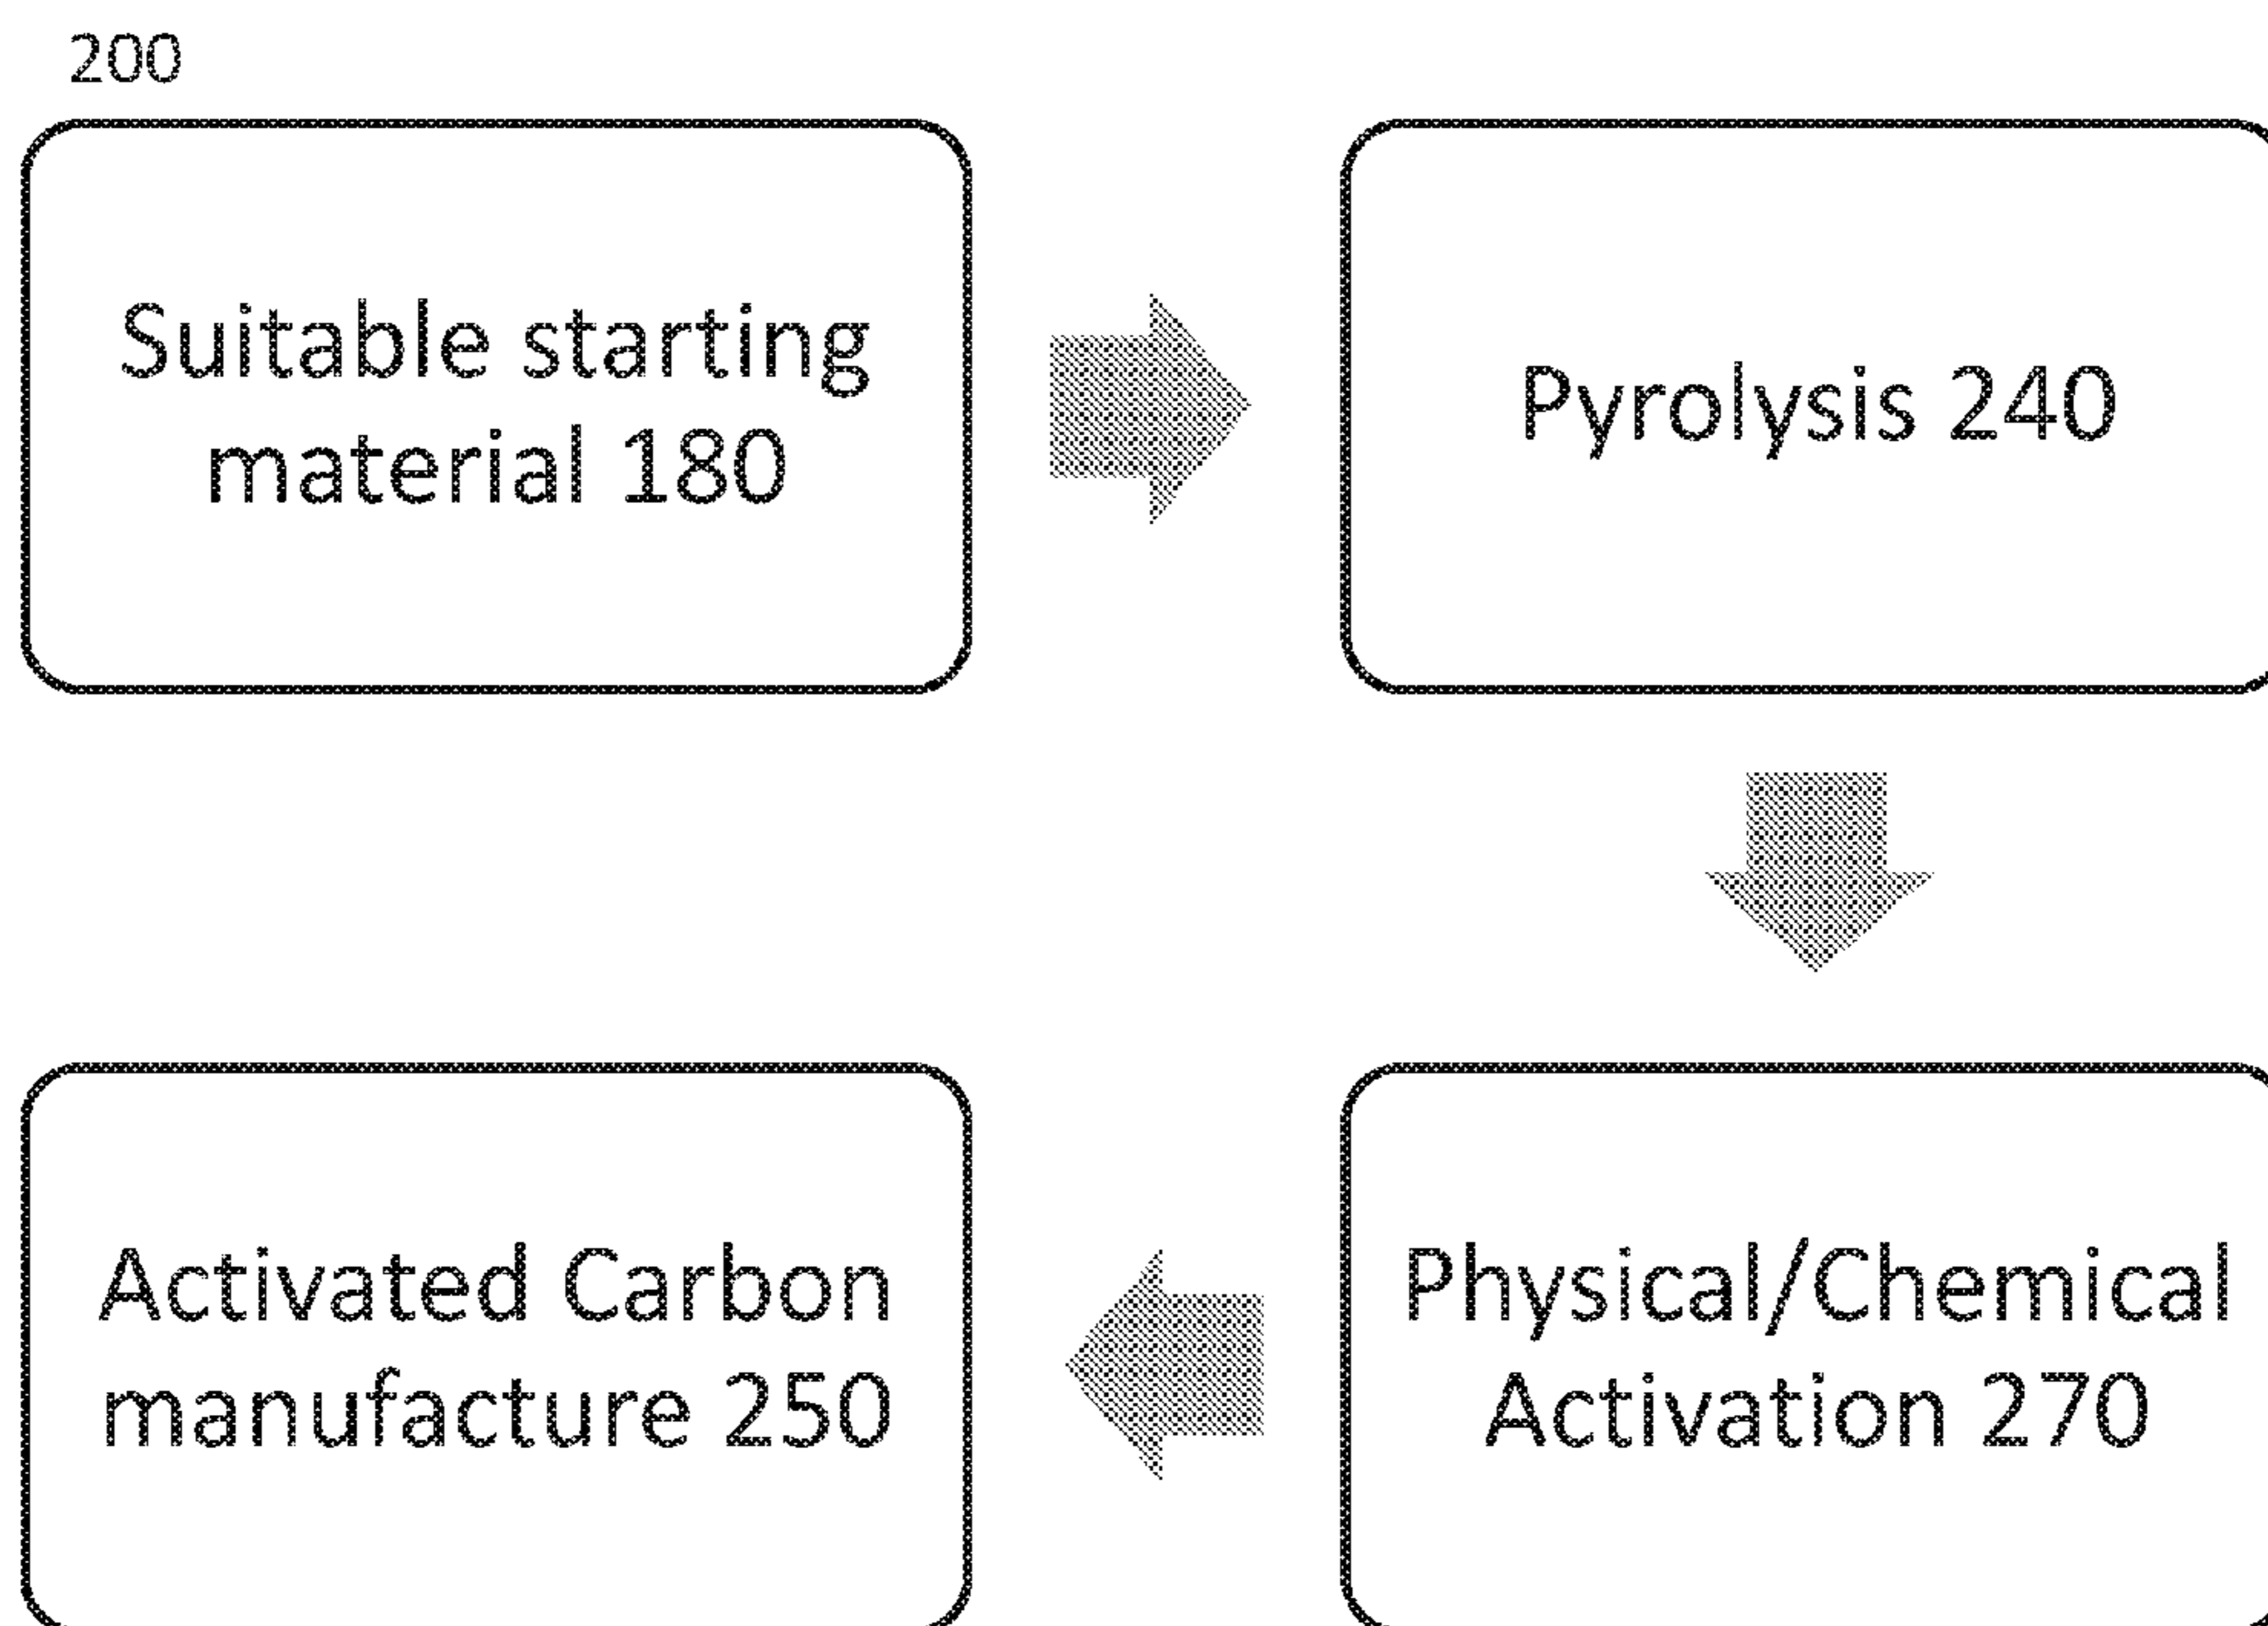 200
Suitable starting
material 180
Pyrolysis 240
Physical/Chemical
Activation 270
Activated Carbon
manufacture 250